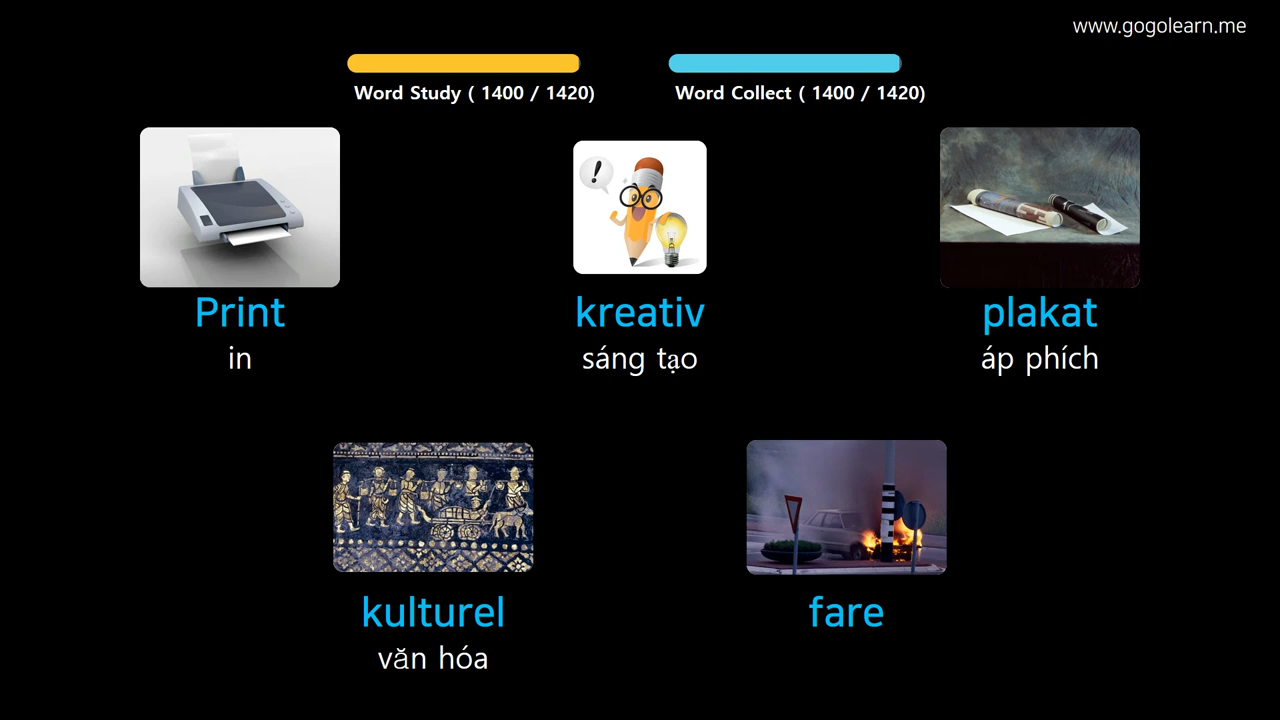 www.gogolearn.me
Word Study ( 1400 / 1420)
Word Collect ( 1400 / 1420)
Print
in
kreativ
sáng tạo
plakat
áp phích
kulturel
văn hóa
fare